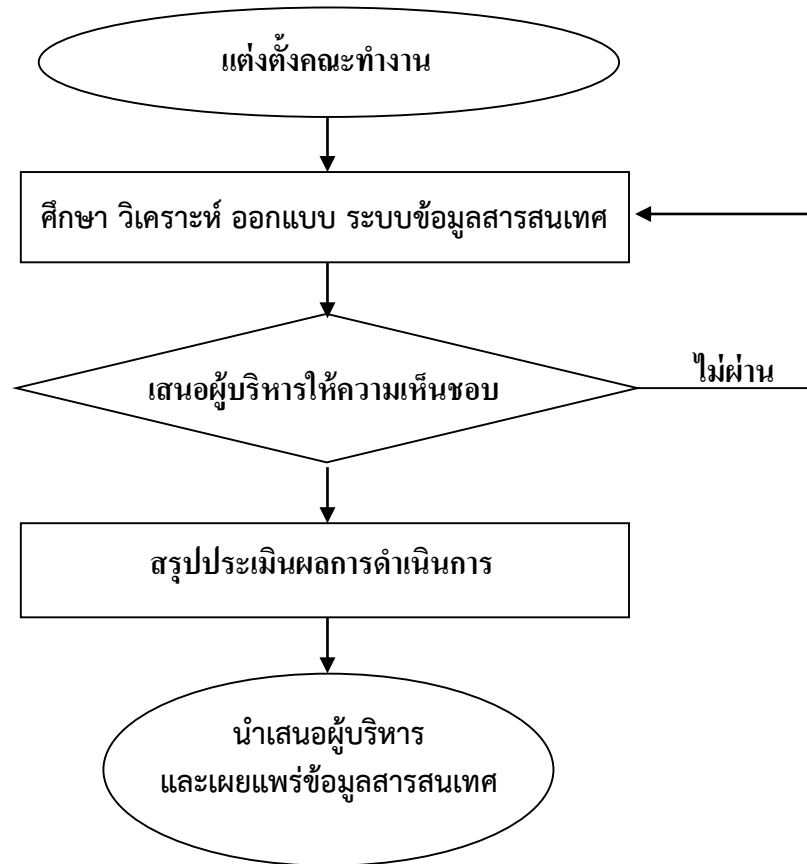 แต่งตั้งคณะทำงาน
ศึกษา วิเคราะห์ ออกแบบ ระบบข้อมูลสารสนเทศ
เสนอผู้บริหารให้ความเห็นชอบ
ไม่ผ่าน
สรุปประเมินผลการดำเนินการ
นำเสนอผู้บริหาร
และเผยแพร่ข้อมูลสารสนเทศ